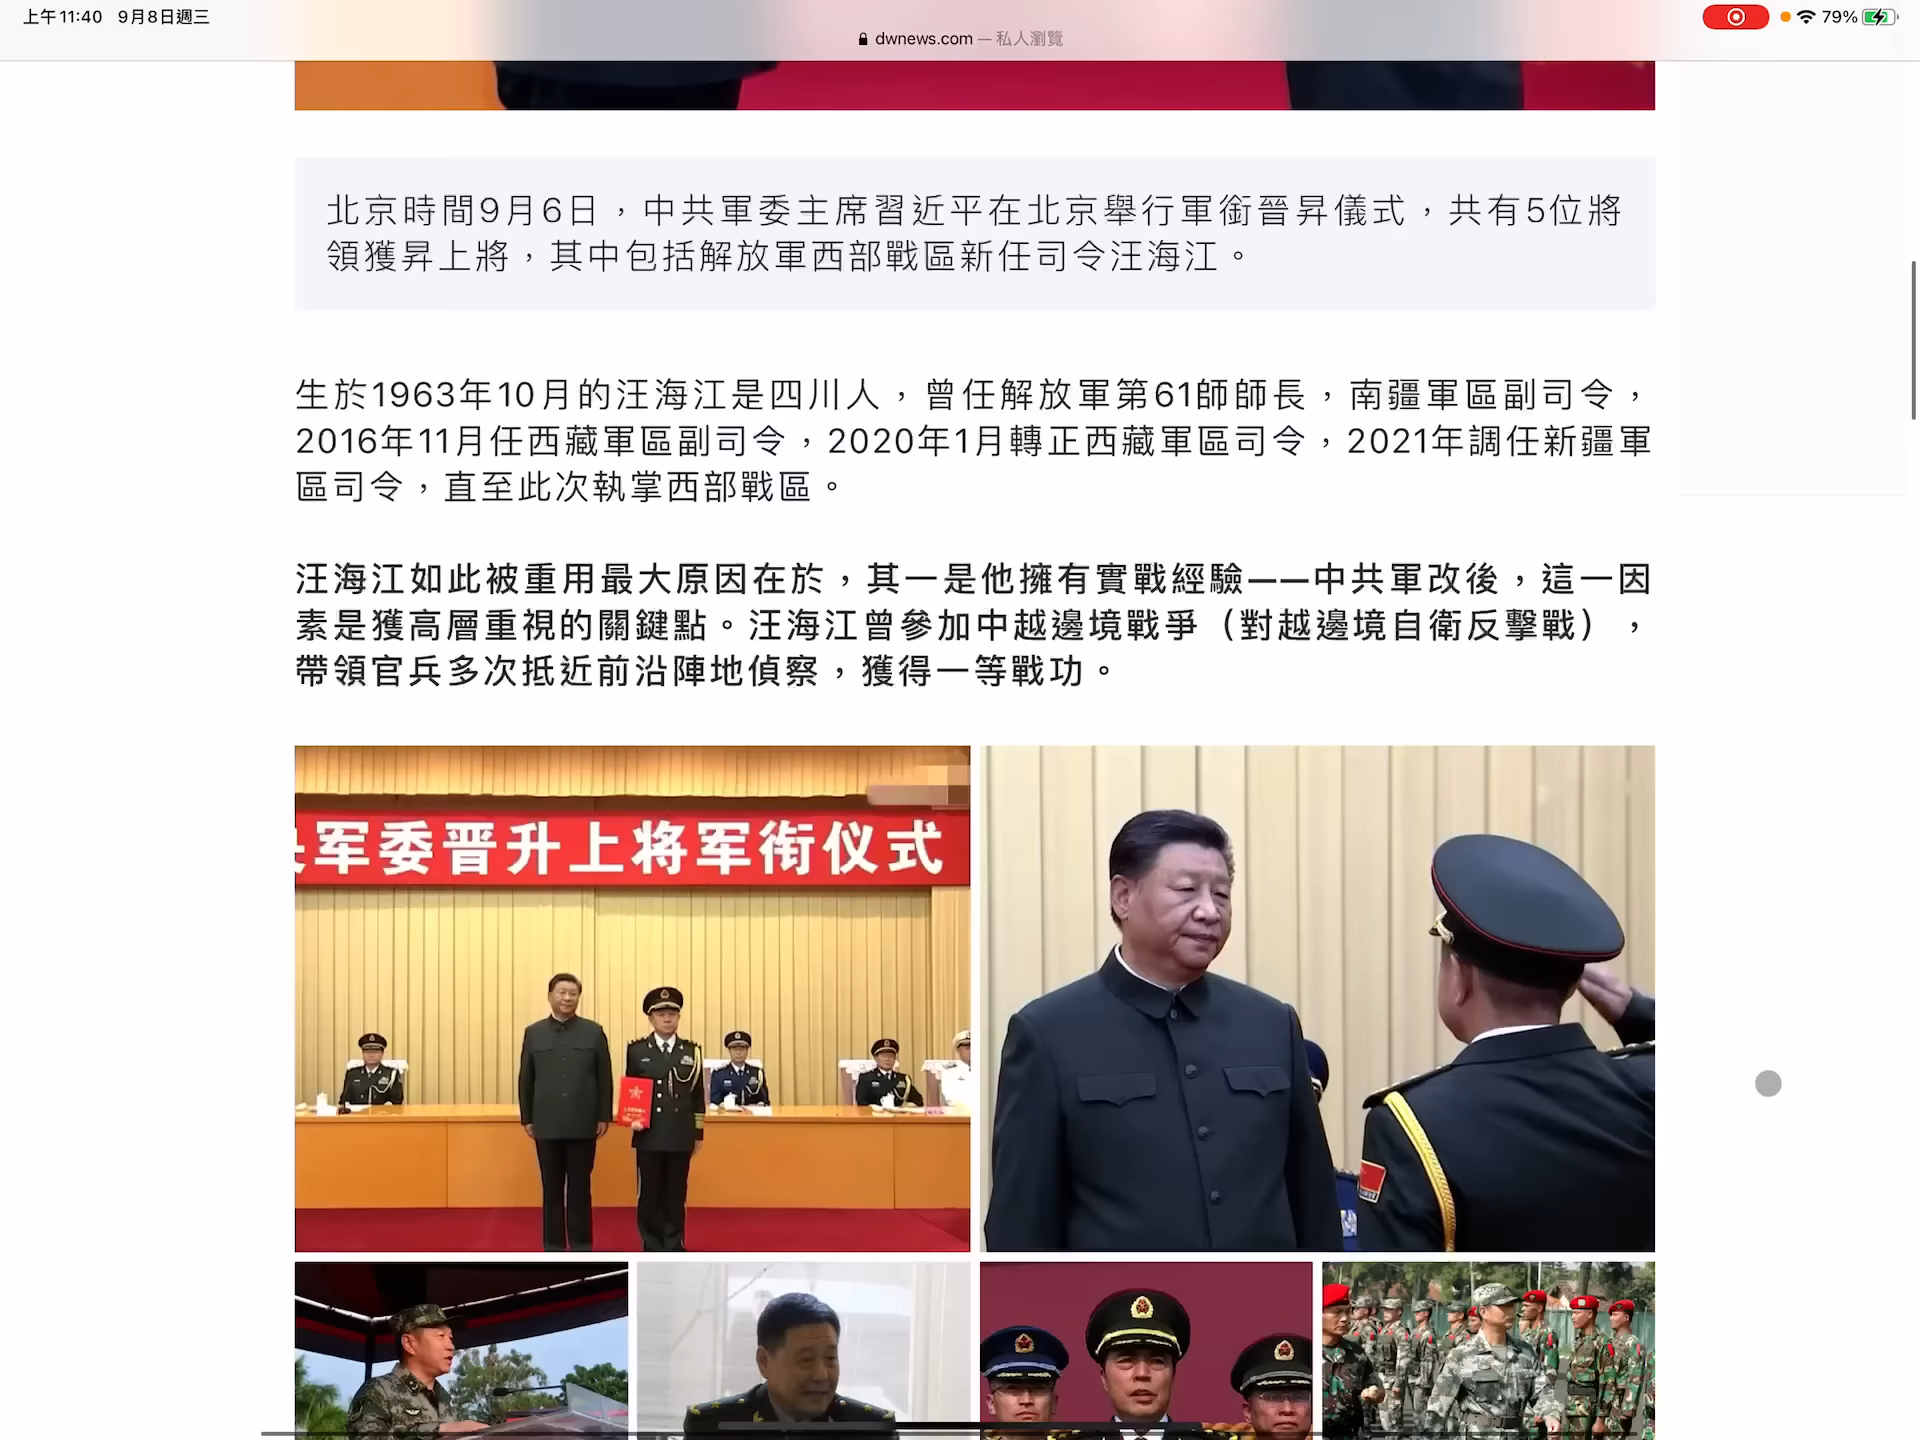 上午11:40 9月8日週三
79%
dwnews.com — 私人瀏覽
北京時間9月6日，中共軍委主席習近平在北京舉行軍銜晉昇儀式，共有5位將
領獲昇上將，其中包括解放軍西部戰區新任司令汪海江。
生於1963年10月的汪海江是四川人，曾任解放軍第61師師長，南疆軍區副司令，
2016年11月任西藏軍區副司令，2020年1月轉正西藏軍區司令，2021年調任新疆軍
區司令，直至此次執掌西部戰區。
汪海江如此被重用最大原因在於，其一是他擁有實戰經驗——中共軍改後，這一因
素是獲高層重視的關鍵點。汪海江曾參加中越邊境戰爭（對越邊境自衛反擊戰），
帶領官兵多次抵近前沿陣地偵察，獲得一等戰功。
军委晋升上将军衔仪式